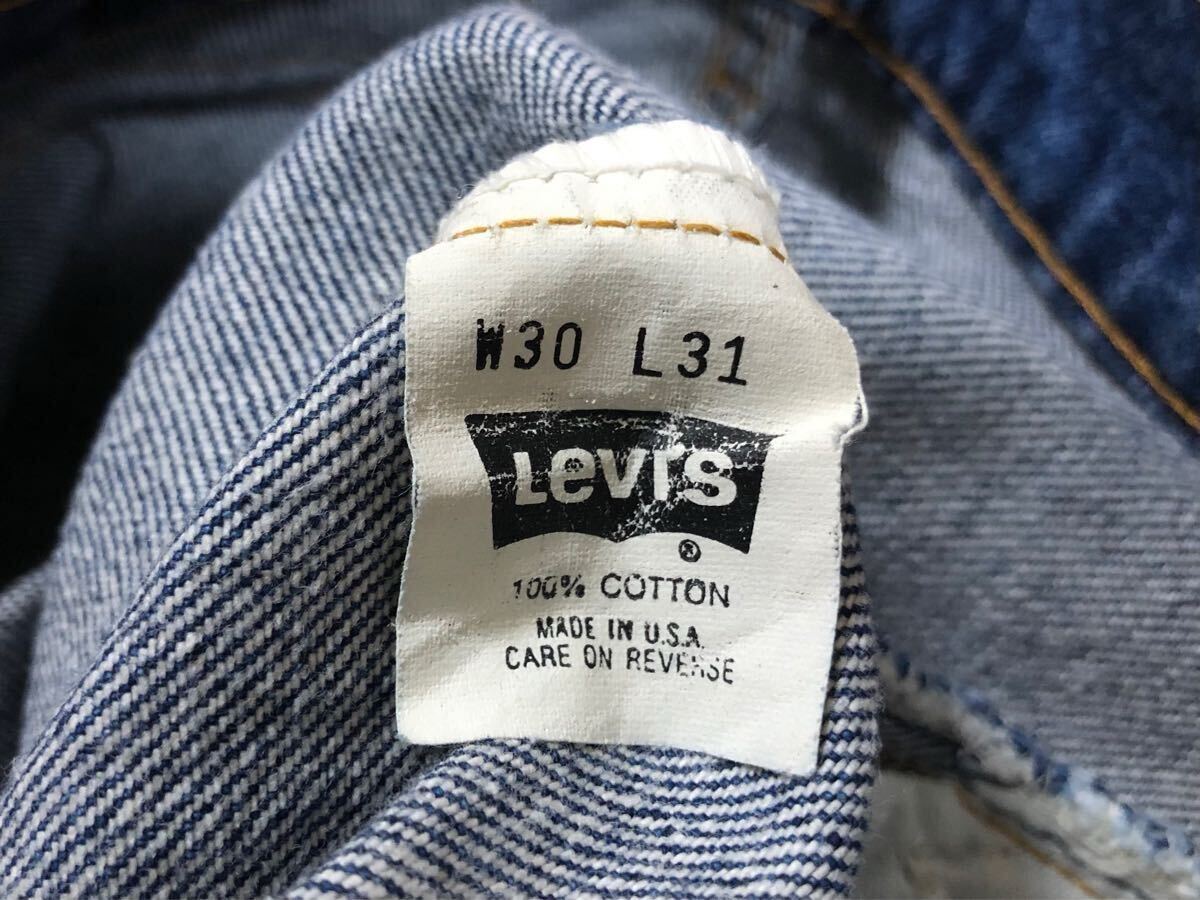 W30 L31
Levi's
®
100% COTTON
MADE IN U.S.A.
CARE ON REVERSE